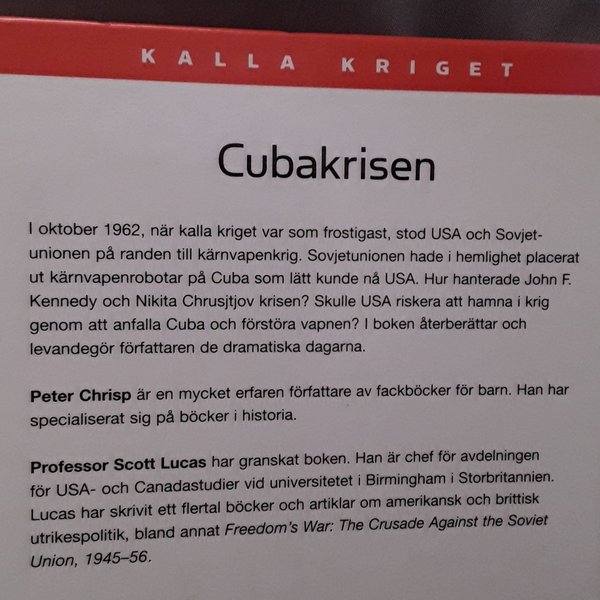 KALLA KRIGET
Cubakrisen
I oktober 1962, när kalla kriget var som frostigast, stod USA och Sovjet-
unionen på randen till kärnvapenkrig. Sovjetunionen hade i hemlighet placerat
ut kärnvapenrobotar på Cuba som lätt kunde nå USA. Hur hanterade John F.
Kennedy och Nikita Chrusjtjov krisen? Skulle USA riskera att hamna i krig
genom att anfalla Cuba och förstöra vapnen? I boken återberättar och
levandegör författaren de dramatiska dagarna.
Peter Chrisp är en mycket erfaren författare av fackböcker för barn. Han har
specialiserat sig på böcker i historia.
Professor Scott Lucas har granskat boken. Han är chef för avdelningen
för USA- och Canadastudier vid universitetet i Birmingham i Storbritannien.
Lucas har skrivit ett flertal böcker och artiklar om amerikansk och brittisk
utrikespolitik, bland annat Freedom's War: The Crusade Against the Soviet
Union, 1945–56.